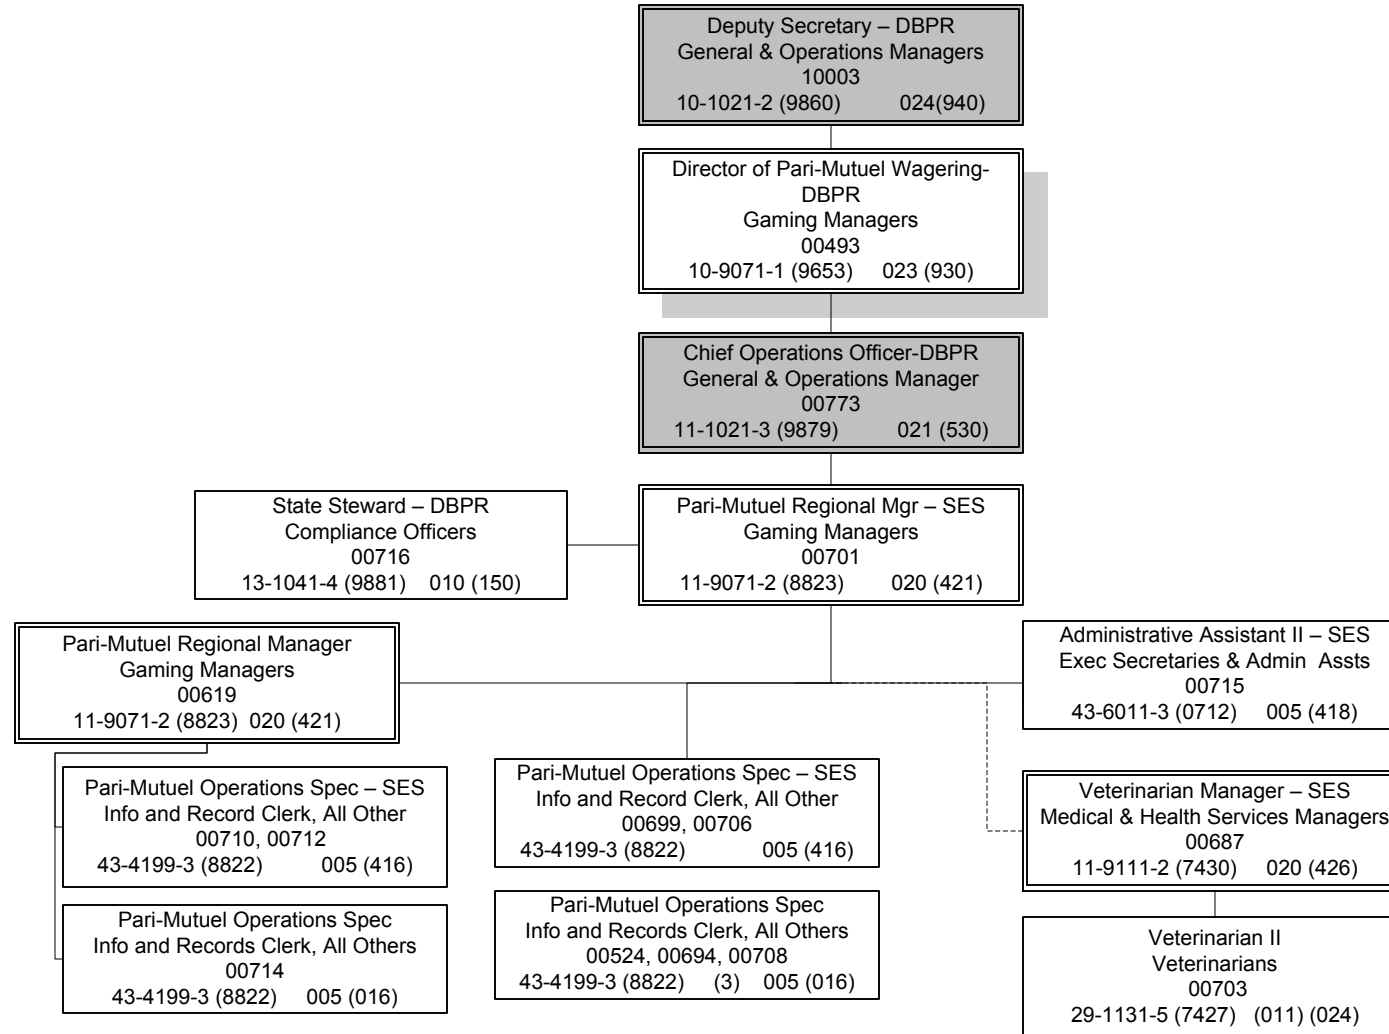 Deputy Secretary – DBPR
General & Operations Managers
10003
10-1021-2 (9860) 024(940)
Director of Pari-Mutuel Wagering-
DBPR
Gaming Managers
00493
10-9071-1 (9653) 023 (930)
Chief Operations Officer-DBPR
General & Operations Manager
00773
11-1021-3 (9879) 021 (530)
State Steward – DBPR
Compliance Officers
00716
13-1041-4 (9881) 010 (150)
Pari-Mutuel Regional Mgr – SES
Gaming Managers
00701
11-9071-2 (8823) 020 (421)
Pari-Mutuel Regional Manager
Gaming Managers
00619
11-9071-2 (8823) 020 (421)
Administrative Assistant II – SES
Exec Secretaries & Admin Assts
00715
43-6011-3 (0712) 005 (418)
Pari-Mutuel Operations Spec – SES
Info and Record Clerk, All Other
00710, 00712
43-4199-3 (8822) 005 (416)
Pari-Mutuel Operations Spec – SES
Info and Record Clerk, All Other
00699, 00706
43-4199-3 (8822) 005 (416)
Veterinarian Manager – SES
Medical & Health Services Managers
00687
11-9111-2 (7430) 020 (426)
Pari-Mutuel Operations Spec
Info and Records Clerk, All Others
00714
43-4199-3 (8822) 005 (016)
Pari-Mutuel Operations Spec
Info and Records Clerk, All Others
00524, 00694, 00708
43-4199-3 (8822) (3) 005 (016)
Veterinarian II
Veterinarians
00703
29-1131-5 (7427) (011) (024)